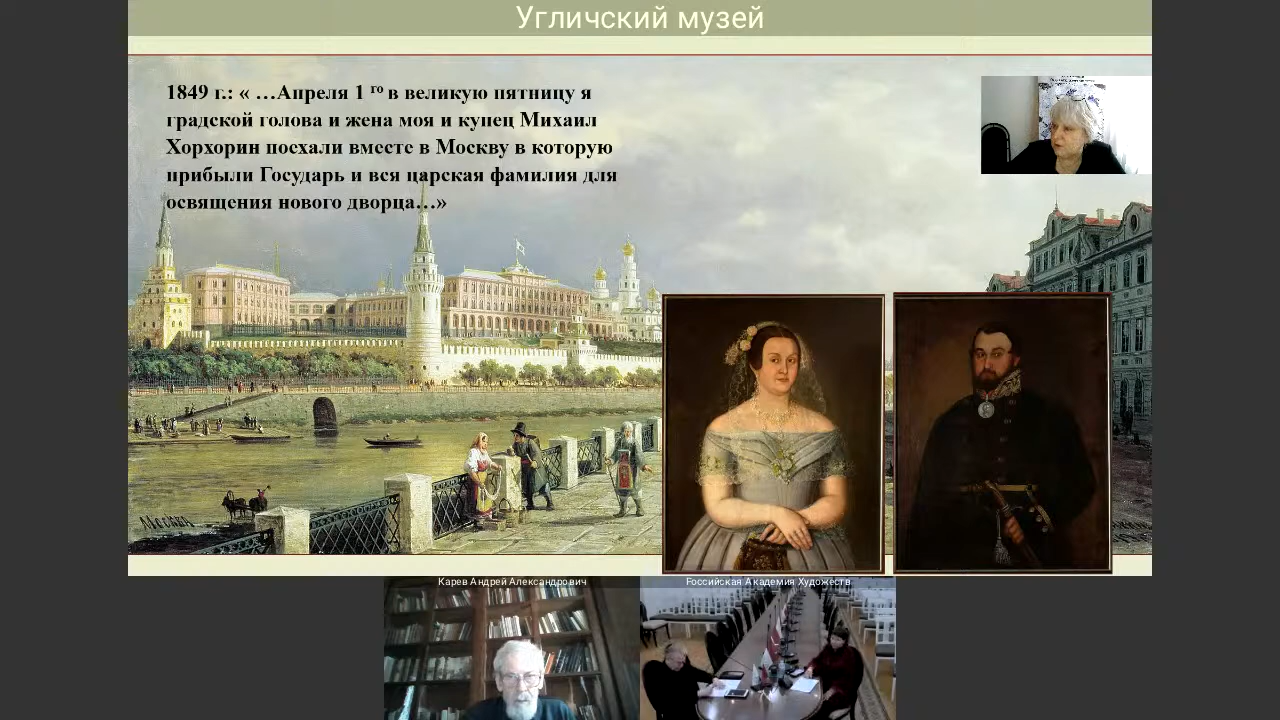 Угличский музей
1849 г.: « …Апреля 1 го в великую пятницу я
градской голова и жена моя и купец Михаил
Хорхорин поехали вместе в Москву в которую
прибыли Государь и вся царская фамилия для
освящения нового дворца…»
Москва
Карев Андрей Александрович
Российская Академия Художеств